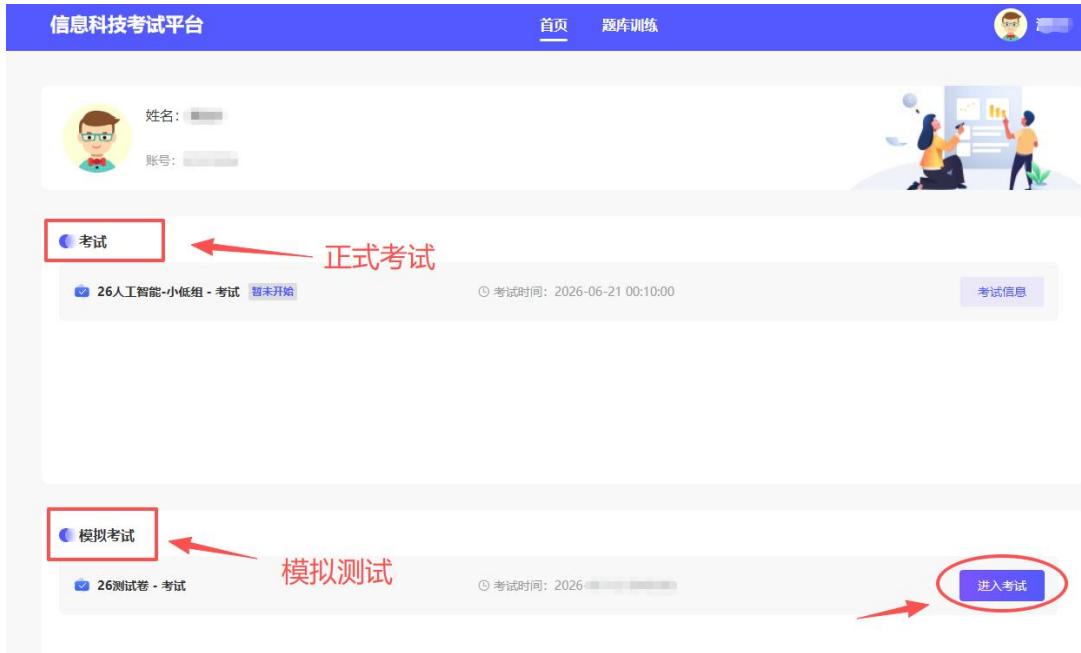 信息科技考试平台
首页 题库训练
姓名：
账号：
考试
正式考试
26人工智能-小低组 - 考试 暂未开始 考试时间：2026-06-21 00:10:00 考试信息
模拟考试
模拟测试
26测试卷 - 考试 考试时间：2026- 进入考试